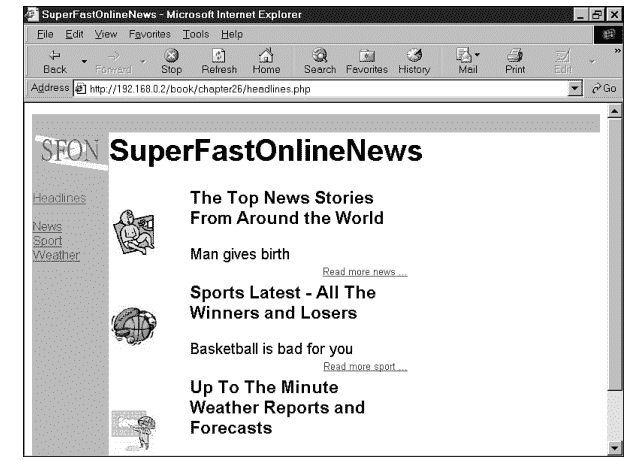 SuperFastOnlineNews - Microsoft Internet Explorer
File Edit View Favorites Tools Help
Back Forward Stop Refresh Home Search Favorites History Mail Print Edit »
Address http://192.168.0.2/book/chapter26/headlines.php Go
SFON SuperFastOnlineNews
Headlines
News
Sport
Weather
The Top News Stories
From Around the World
Man gives birth
Read more news ...
Sports Latest - All The
Winners and Losers
Basketball is bad for you
Read more sport ...
Up To The Minute
Weather Reports and
Forecasts